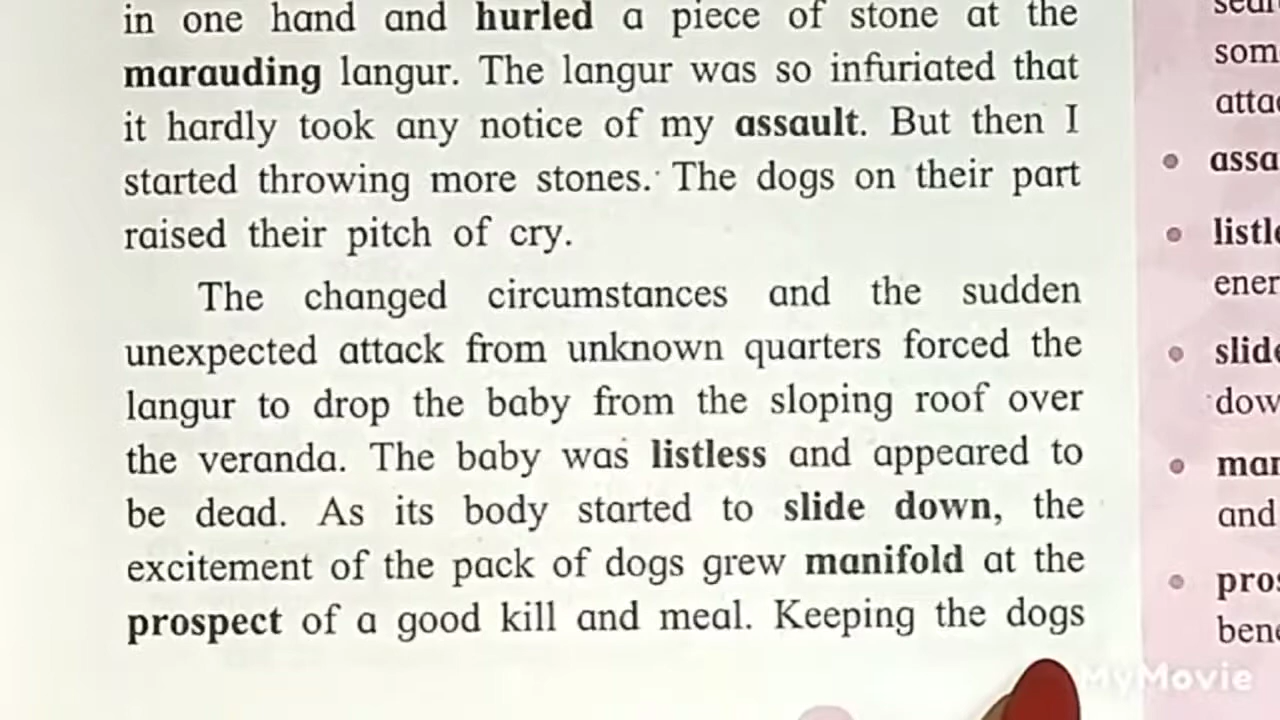 in one hand and hurled a piece of stone at the
marauding langur. The langur was so infuriated that
it hardly took any notice of my assault. But then I
started throwing more stones. The dogs on their part
raised their pitch of cry.
The changed circumstances and the sudden
unexpected attack from unknown quarters forced the
langur to drop the baby from the sloping roof over
the veranda. The baby was listless and appeared to
be dead. As its body started to slide down, the
excitement of the pack of dogs grew manifold at the
prospect of a good kill and meal. Keeping the dogs
som
atta
• assa
• listl
ener
• slid
dow
• man
and
• pros
bene
MyMovie